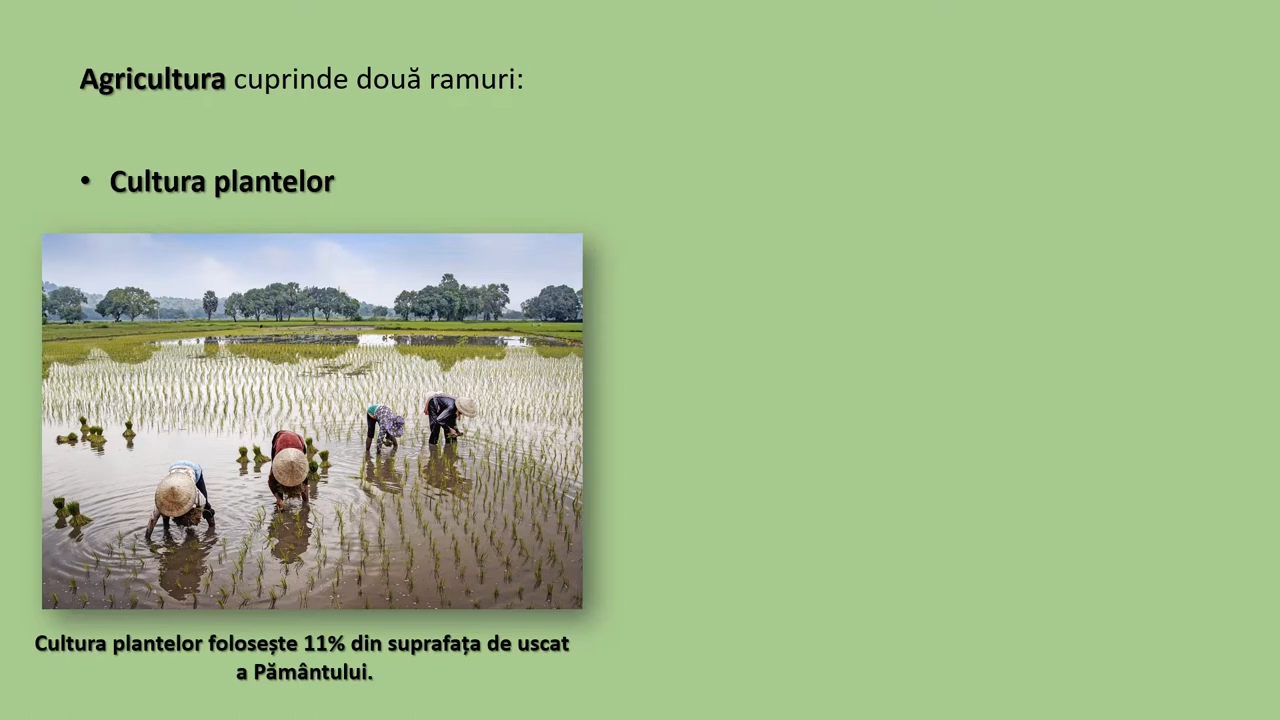 Agricultura cuprinde două ramuri:
• Cultura plantelor
Cultura plantelor folosește 11% din suprafața de uscat
a Pământului.